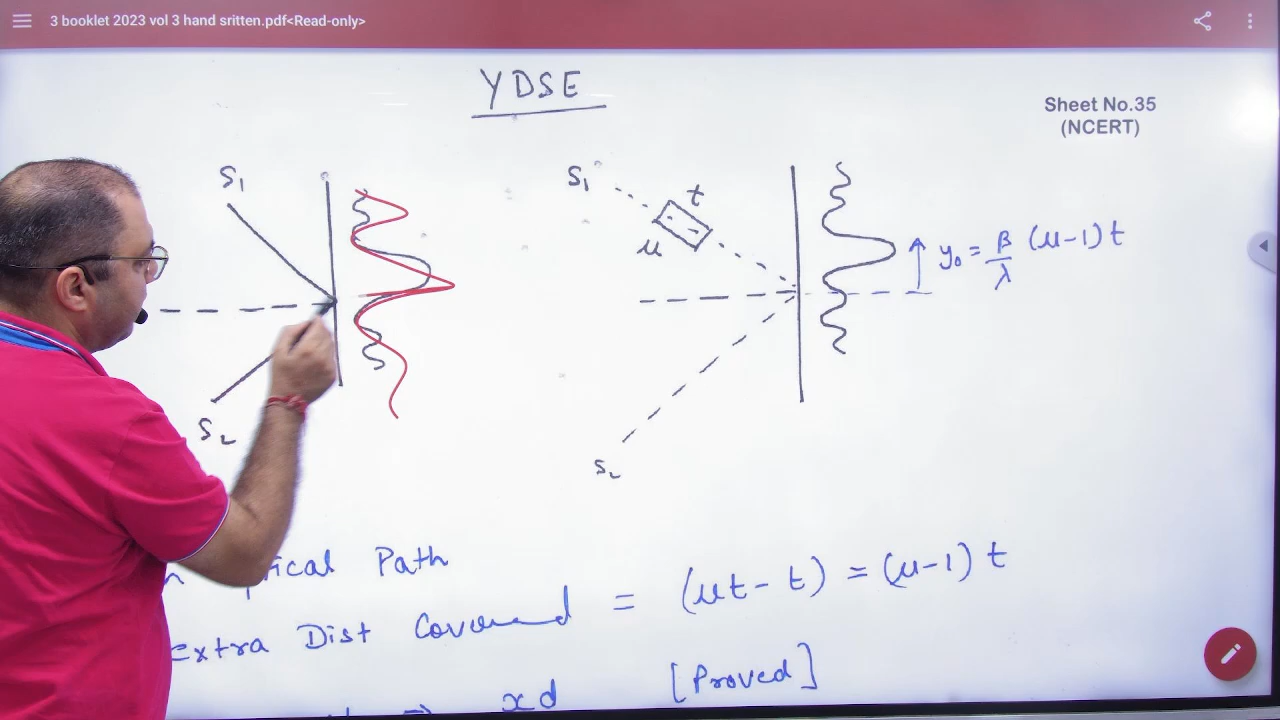 3 booklet 2023 vol 3 hand sritten.pdf<Read-only>
YDSE
Sheet No.35
(NCERT)
S1
S2
S1
t
μ
y₀ = β/λ (μ-1) t
S2
Path
extra Dist Covered = (μt - t) = (μ-1) t
xd [Proved]